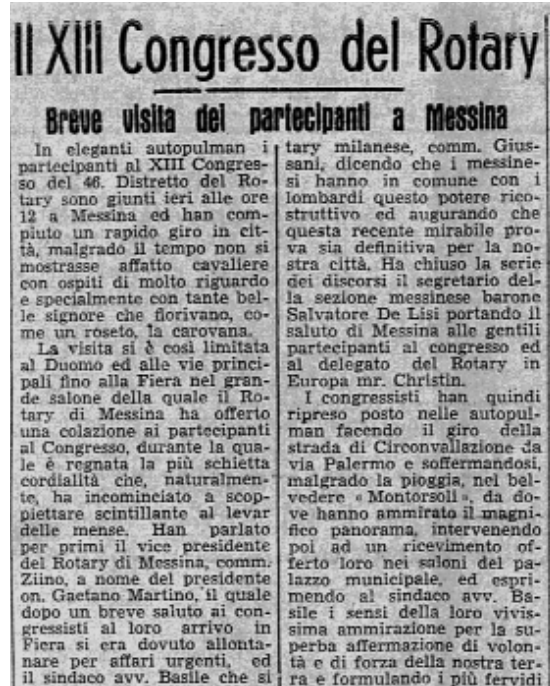 Il XIII Congresso del Rotary
Breve visita dei partecipanti a Messina
In eleganti autopulman i
partecipanti al XIII Congres-
so del 46. Distretto del Ro-
tary sono giunti ieri alle ore
12 a Messina ed han com-
piuto un rapido giro in cit-
tà, malgrado il tempo non si
mostrasse affatto cavaliere
con ospiti di molto riguardo
e specialmente con tante bel-
le signore che fiorivano, co-
me un roseto, la carovana.
La visita si è così limitata
al Duomo ed alle vie princi-
pali fino alla Fiera nel gran-
de salone della quale il Ro-
tary di Messina ha offerto
una colazione ai partecipanti
al Congresso, durante la qua-
le è regnata la più schietta
cordialità che, naturalmen-
te, ha incominciato a scop-
piettare scintillante al levar
delle mense. Han parlato
per primi il vice presidente
del Rotary di Messina, comm.
Ziino, a nome del presidente
on. Gaetano Martino, il quale
dopo un breve saluto ai con-
gressisti al loro arrivo in
Fiera si era dovuto allonta-
nare per affari urgenti, ed
il sindaco avv. Basile che si
tary milanese, comm. Gius-
sani, dicendo che i messine-
si hanno in comune con i
lombardi questo potere rico-
struttivo ed augurando che
questa recente mirabile pro-
va sia definitiva per la no-
stra città. Ha chiuso la serie
dei discorsi il segretario del-
la sezione messinese barone
Salvatore De Lisi portando il
saluto di Messina alle gentili
partecipanti al congresso ed
al delegato del Rotary in
Europa mr. Christin.
I congressisti han quindi
ripreso posto nelle autopul-
man facendo il giro della
strada di Circonvallazione da
via Palermo e soffermandosi,
malgrado la pioggia, nel bel-
vedere « Montorsoli », da do-
ve hanno ammirato il magni-
fico panorama, intervenendo
poi ad un ricevimento of-
ferto loro nei saloni del pa-
lazzo municipale, ed espri-
mendo al sindaco avv. Ba-
sile i sensi della loro vivis-
sima ammirazione per la su-
perba affermazione di volon-
tà e di forza della nostra ter-
ra e formulando i più fervidi